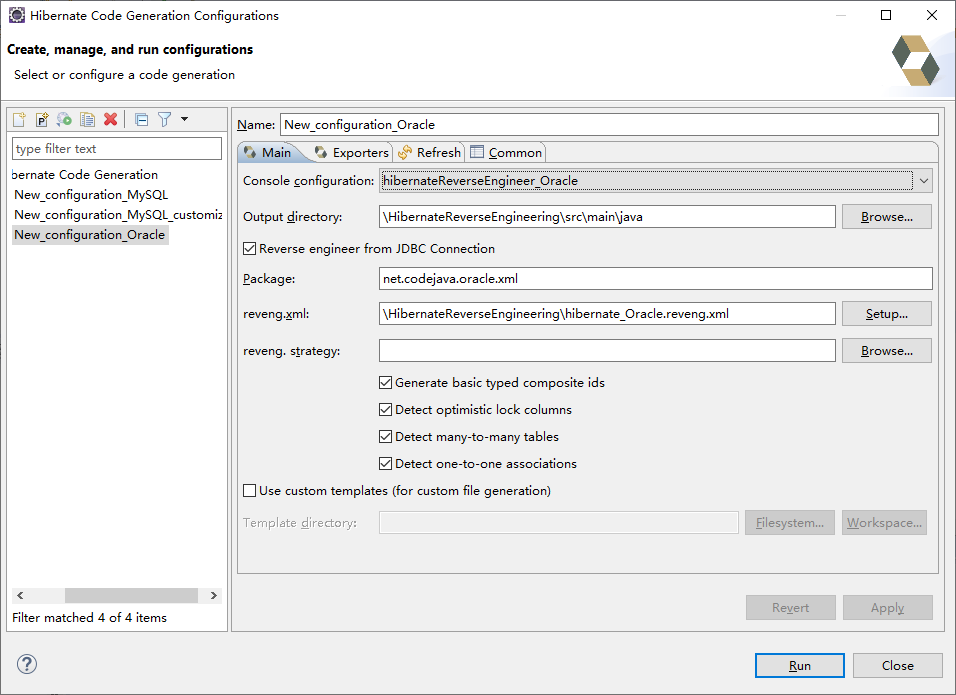 Hibernate Code Generation Configurations
Create, manage, and run configurations
Select or configure a code generation
type filter text
bernate Code Generation
New_configuration_MySQL
New_configuration_MySQL_customiz
New_configuration_Oracle
Filter matched 4 of 4 items
Name: New_configuration_Oracle
Main Exporters Refresh Common
Console configuration: hibernateReverseEngineer_Oracle
Output directory: \HibernateReverseEngineering\src\main\java Browse...
Reverse engineer from JDBC Connection
Package: net.codejava.oracle.xml
reveng.xml: \HibernateReverseEngineering\hibernate_Oracle.reveng.xml Setup...
reveng. strategy: Browse...
Generate basic typed composite ids
Detect optimistic lock columns
Detect many-to-many tables
Detect one-to-one associations
Use custom templates (for custom file generation)
Template directory: Filesystem... Workspace...
Revert Apply
Run Close